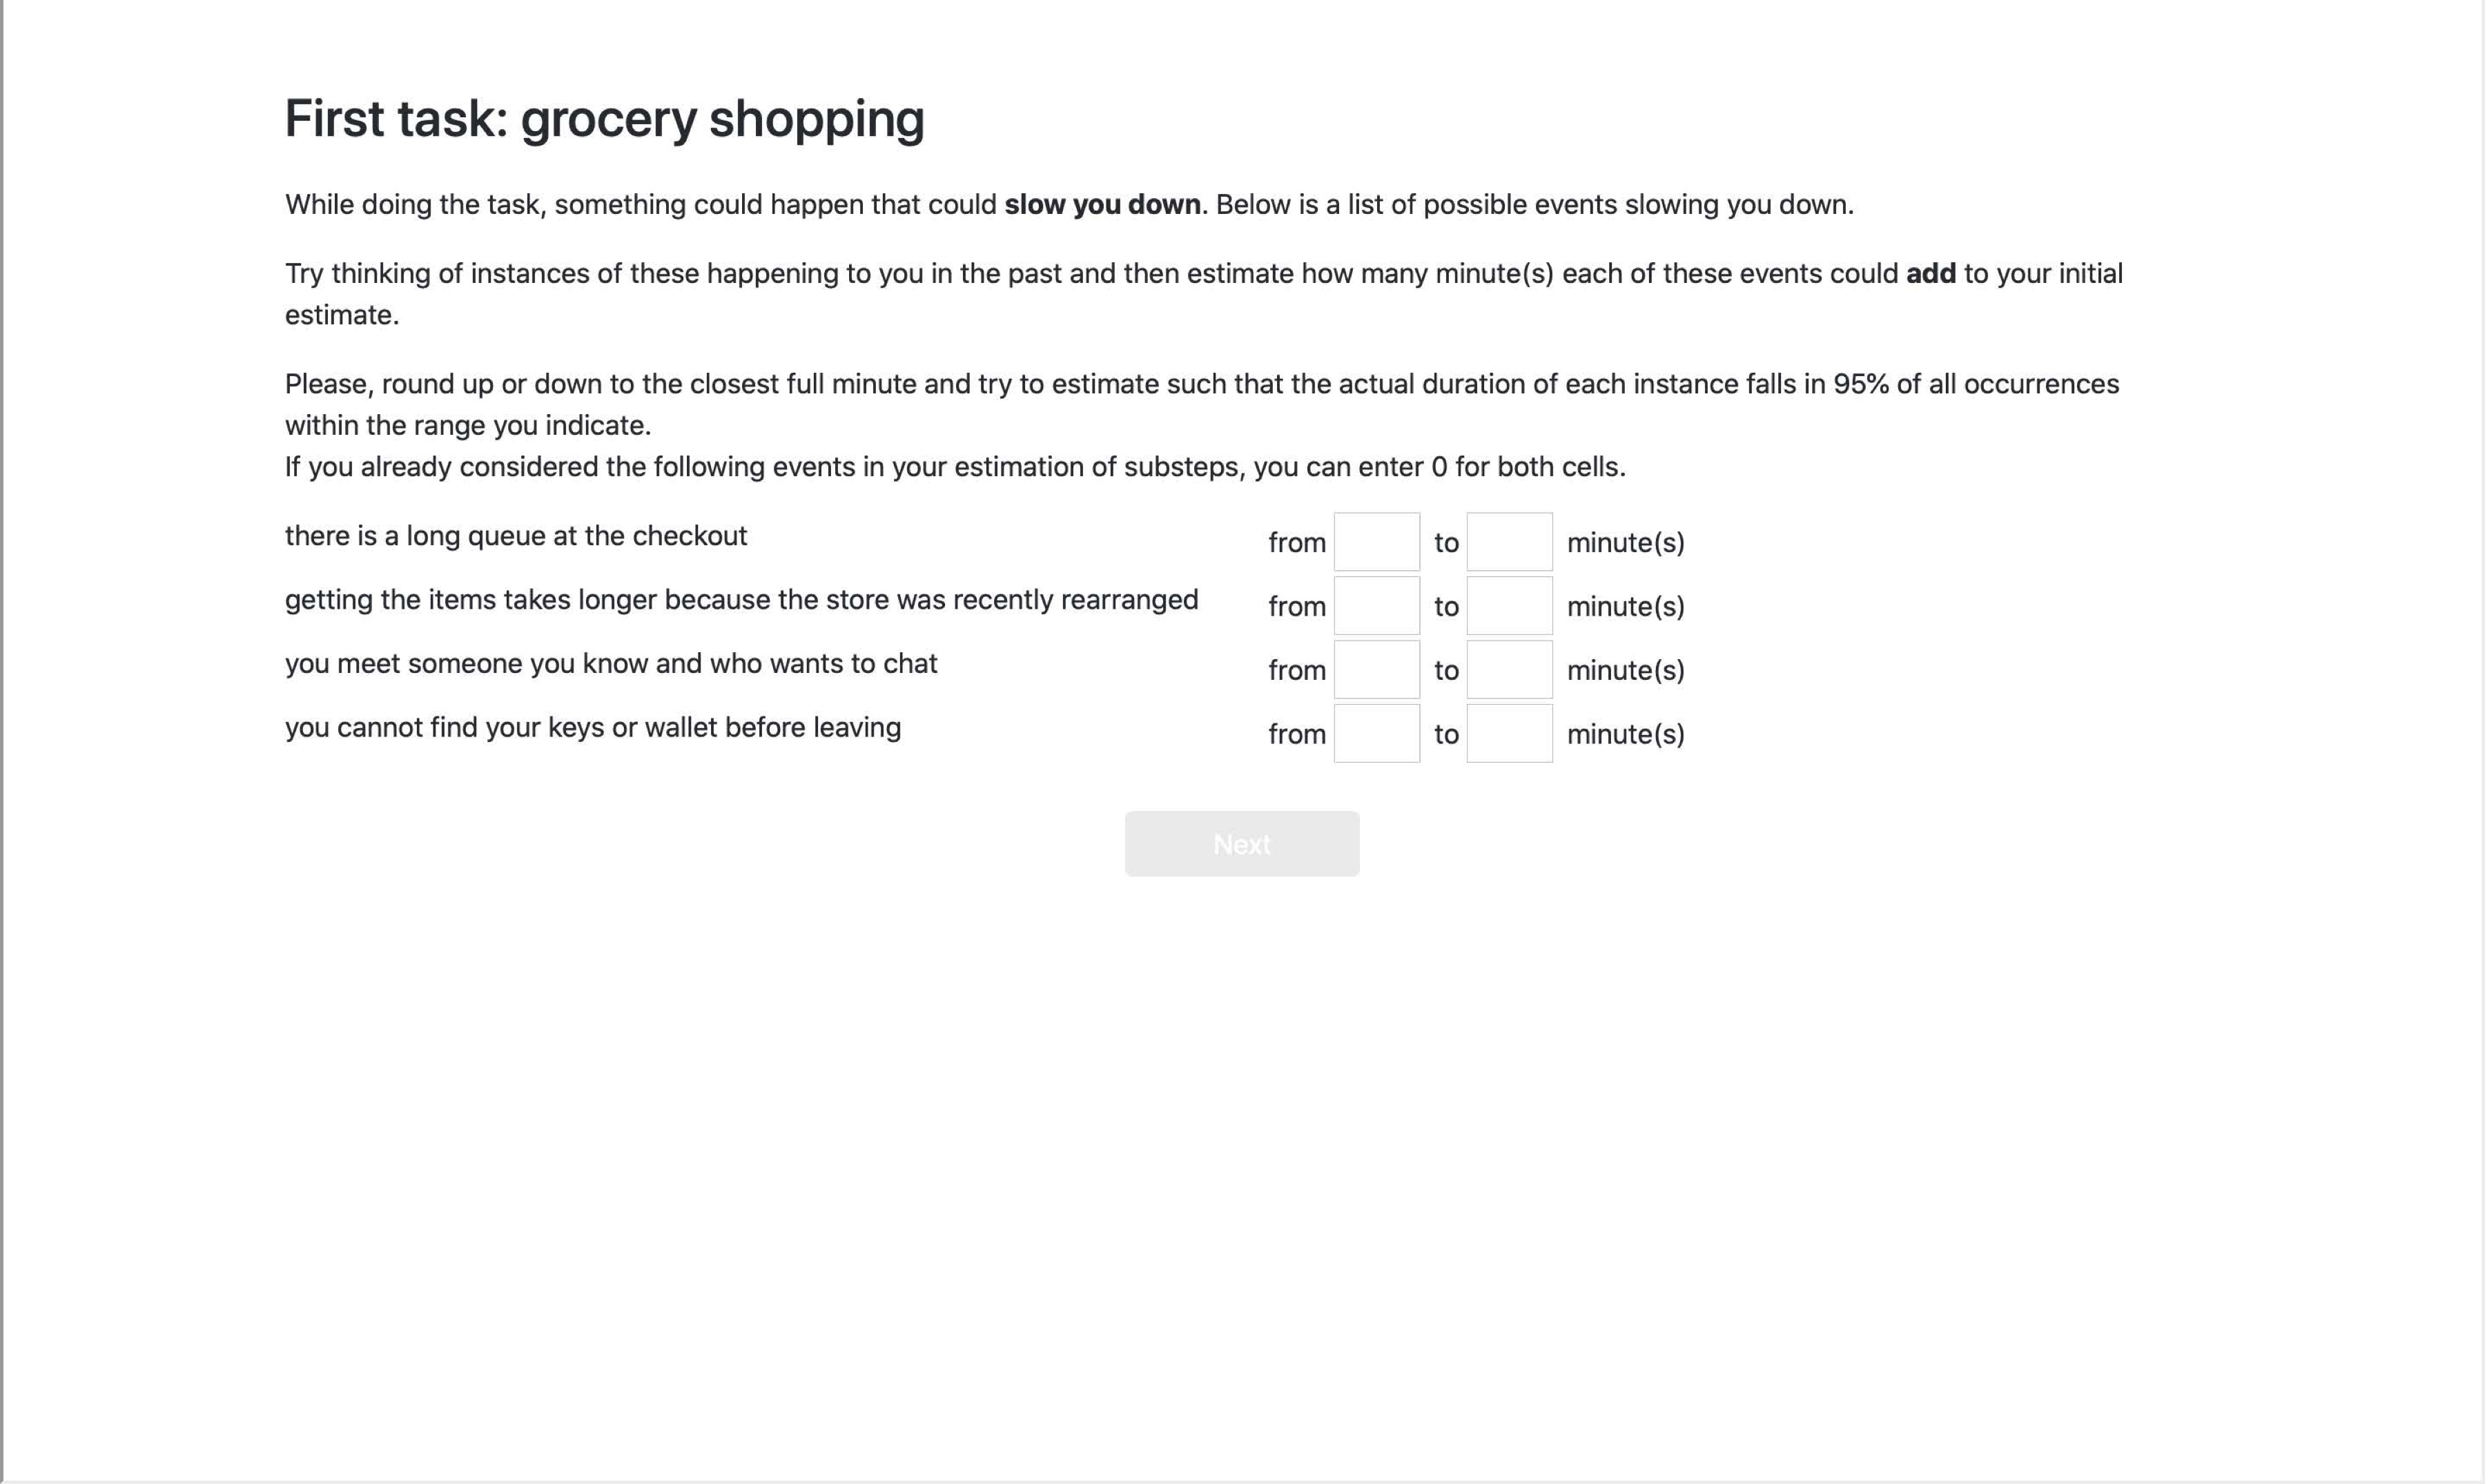 First task: grocery shopping
While doing the task, something could happen that could slow you down. Below is a list of possible events slowing you down.
Try thinking of instances of these happening to you in the past and then estimate how many minute(s) each of these events could add to your initial
estimate.
Please, round up or down to the closest full minute and try to estimate such that the actual duration of each instance falls in 95% of all occurrences
within the range you indicate.
If you already considered the following events in your estimation of substeps, you can enter 0 for both cells.
there is a long queue at the checkout from to minute(s)
getting the items takes longer because the store was recently rearranged from to minute(s)
you meet someone you know and who wants to chat from to minute(s)
you cannot find your keys or wallet before leaving from to minute(s)
Next